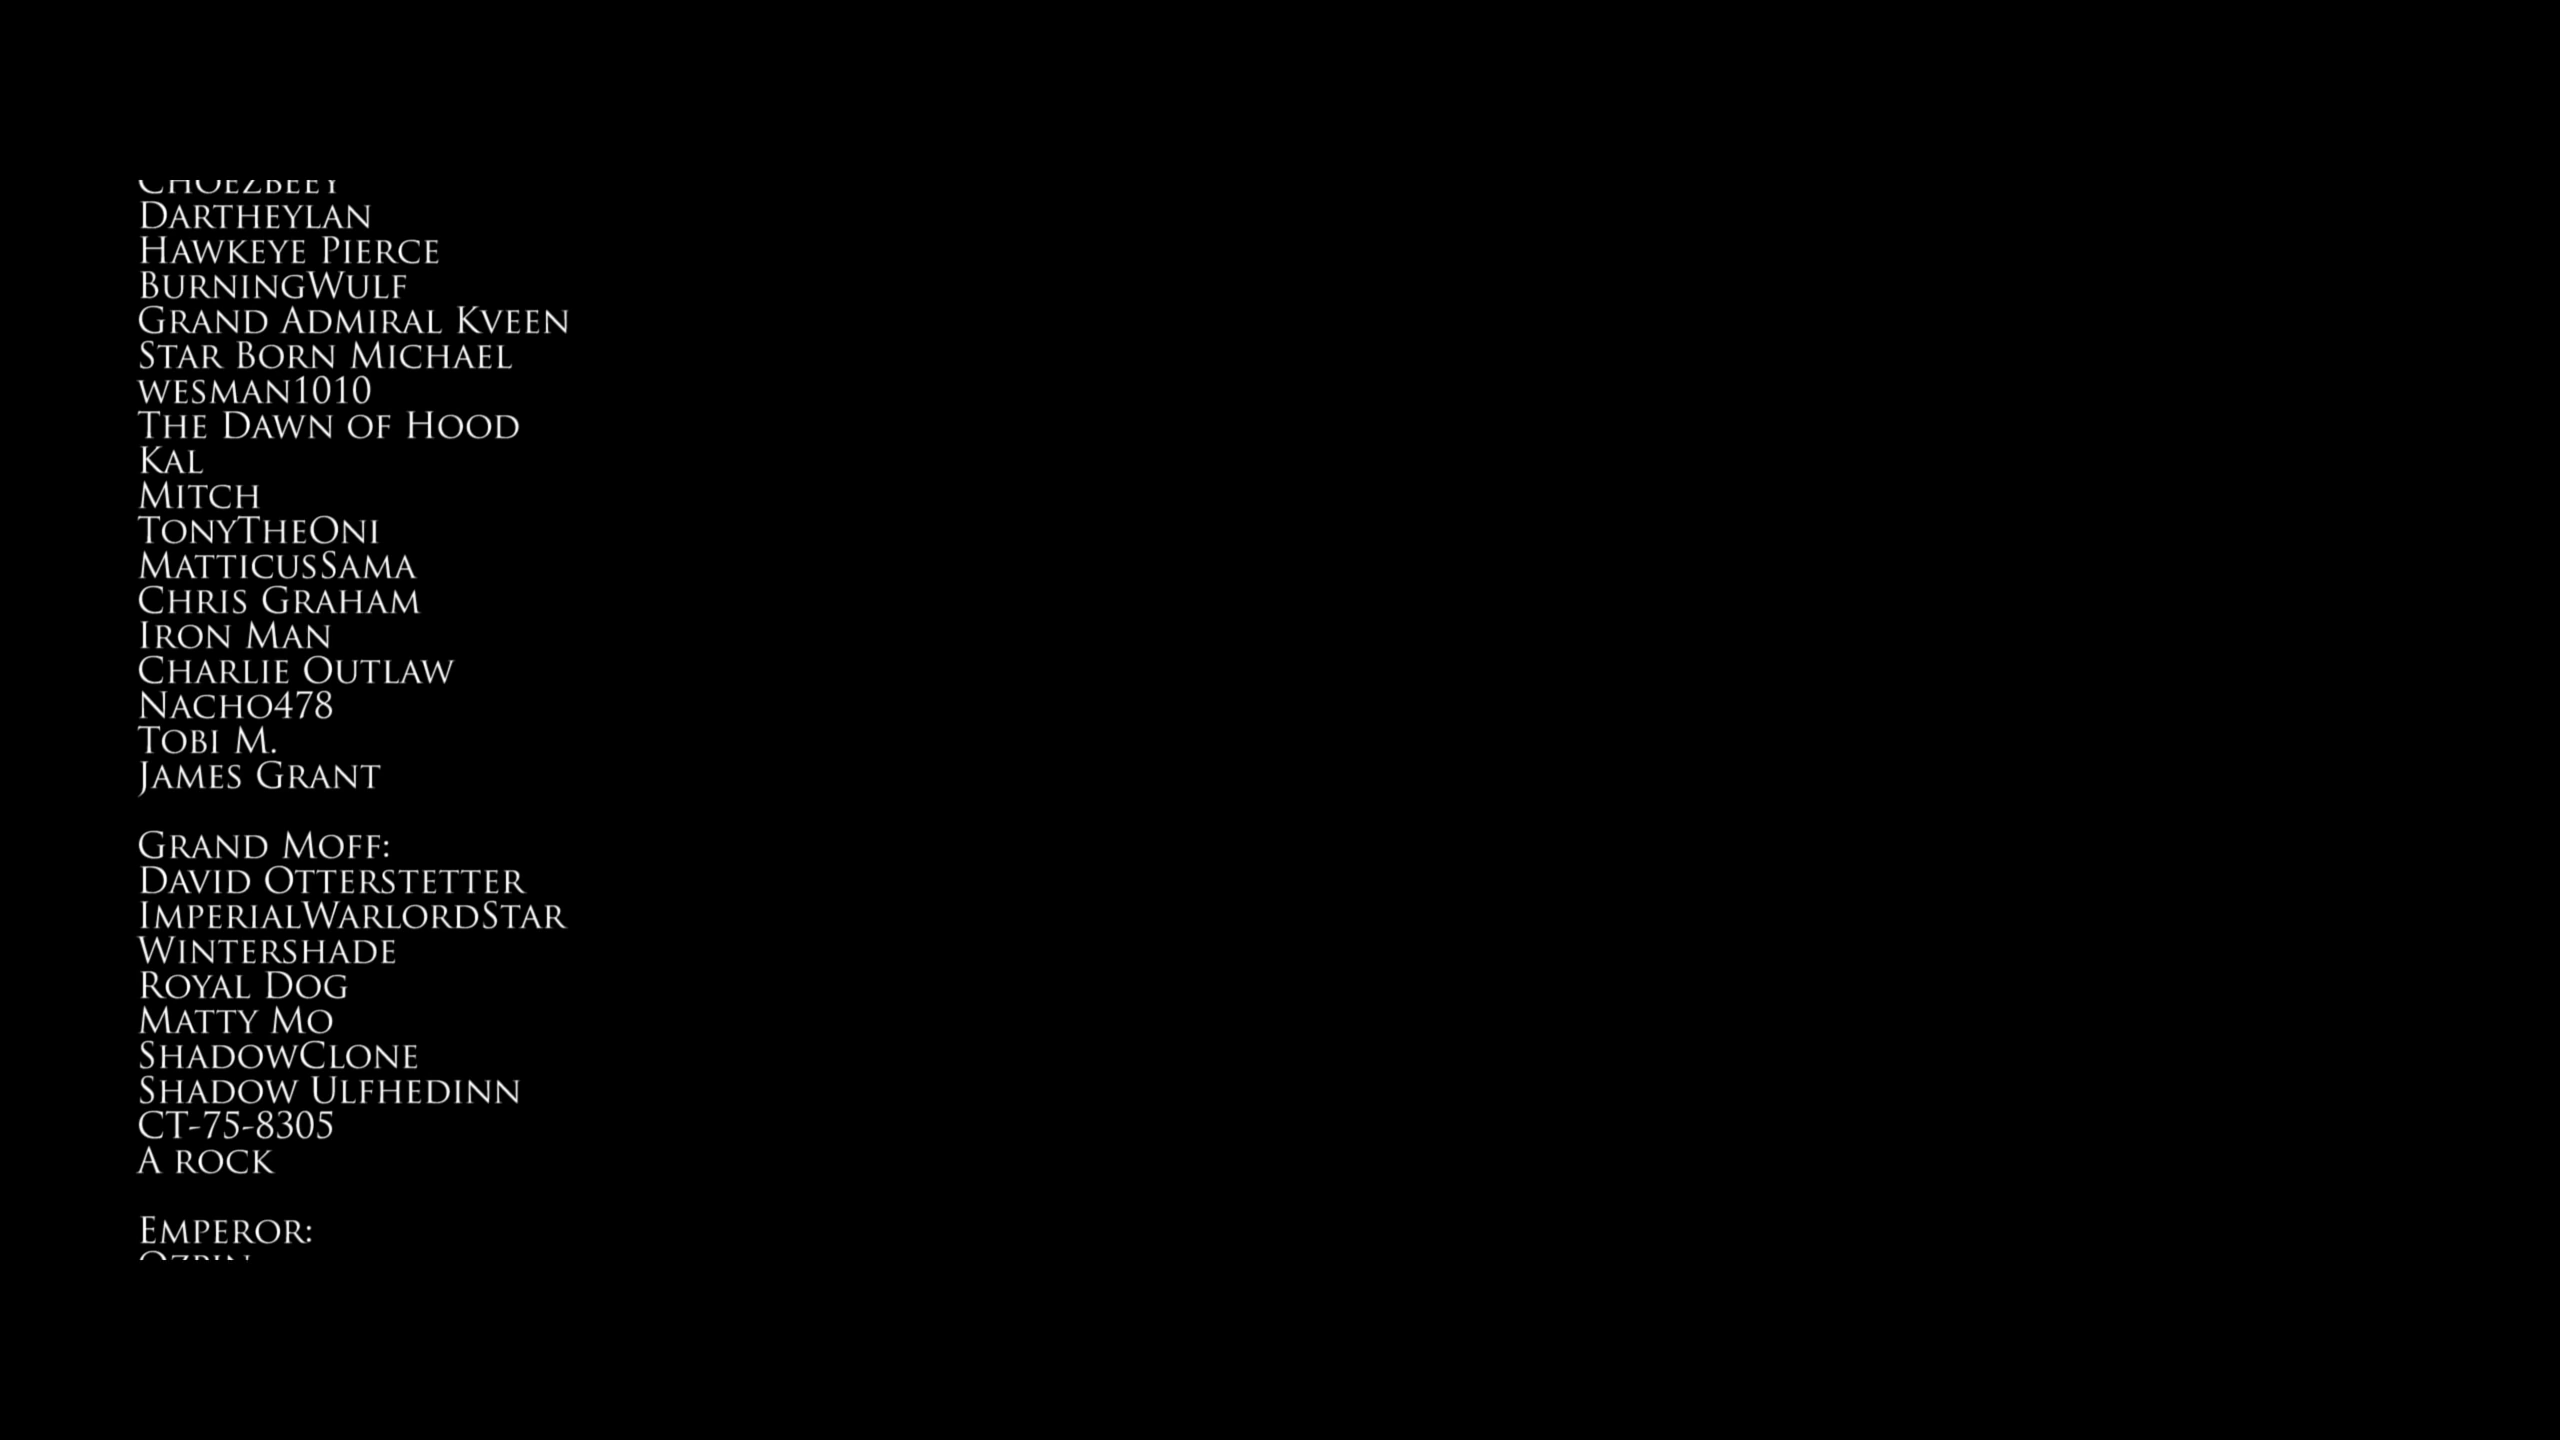 Dartheylan
Hawkeye Pierce
BurningWulf
Grand Admiral Kveen
Star Born Michael
wesman1010
The Dawn of Hood
Kal
Mitch
TonyTheOni
MatticusSama
Chris Graham
Iron Man
Charlie Outlaw
Nacho478
Tobi M.
James Grant
Grand Moff:
David Otterstetter
ImperialWarlordStar
Wintershade
Royal Dog
Matty Mo
ShadowClone
Shadow Ulfhedinn
CT-75-8305
A rock
Emperor: